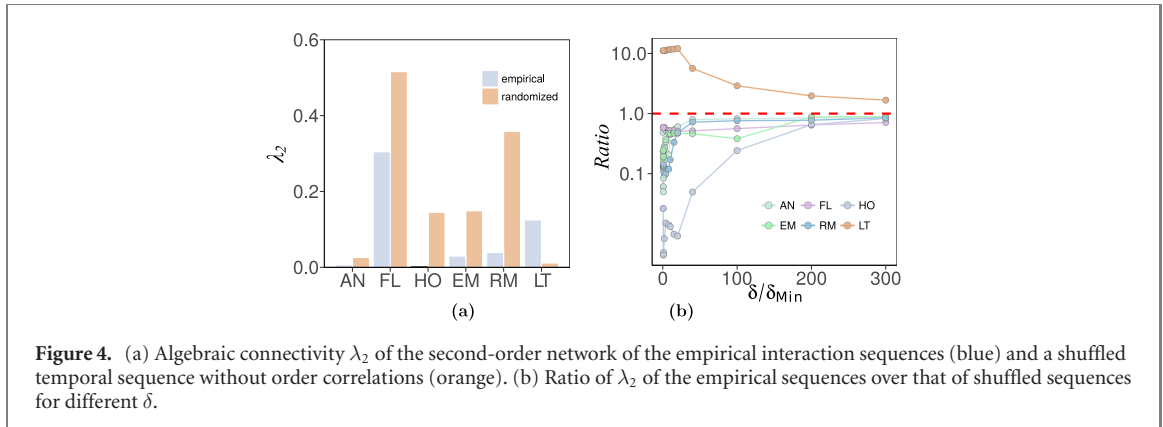 0.6
0.4
0.2
0.0
λ2
empirical
randomized
AN FL HO EM RM LT
(a)
10.0
1.0
0.1
Ratio
AN FL HO
EM RM LT
0 100 200 300
δ/δMin
(b)
Figure 4. (a) Algebraic connectivity λ2 of the second-order network of the empirical interaction sequences (blue) and a shuffled
temporal sequence without order correlations (orange). (b) Ratio of λ2 of the empirical sequences over that of shuffled sequences
for different δ.